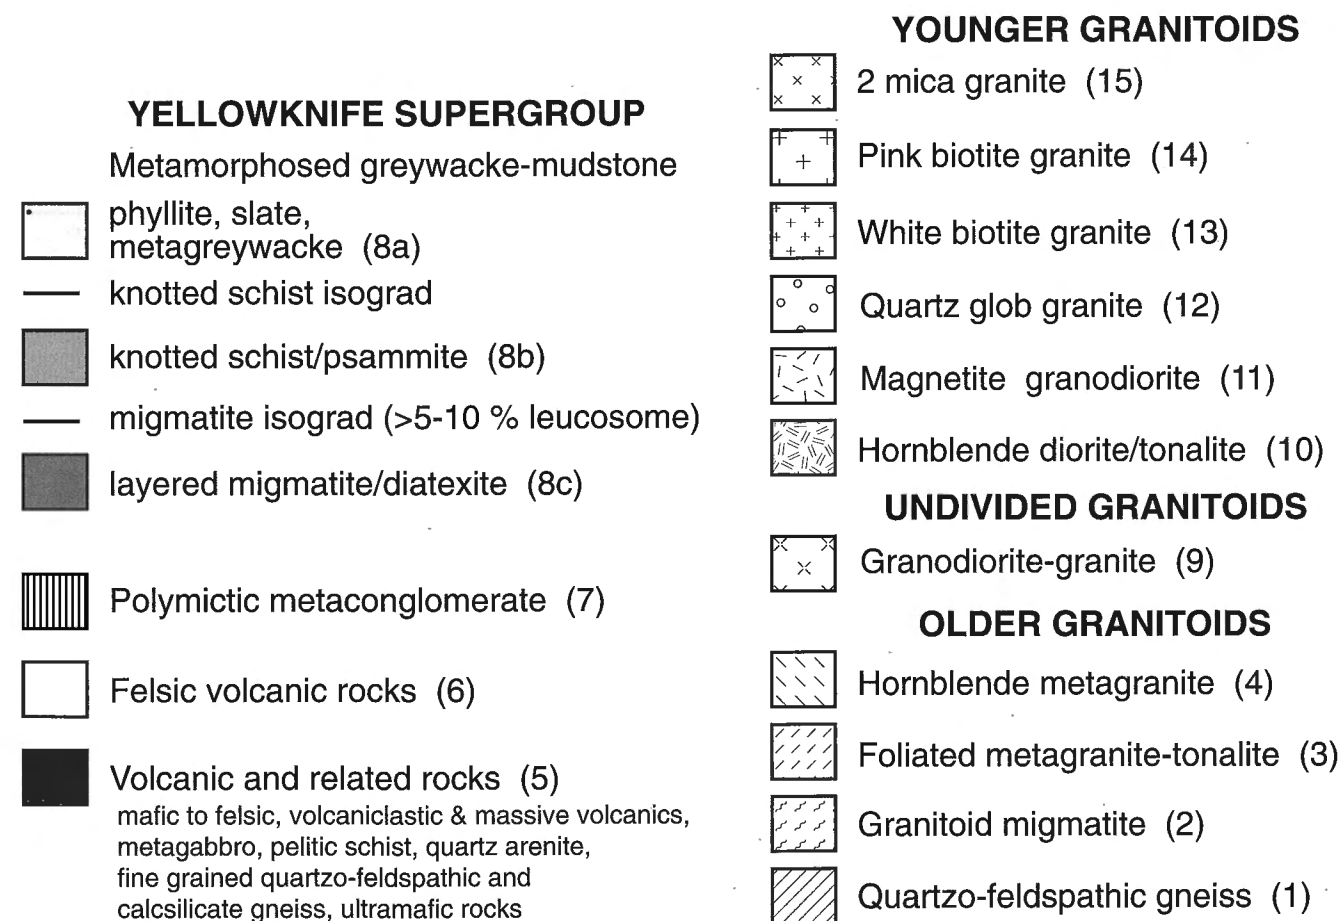 YELLOWKNIFE SUPERGROUP
Metamorphosed greywacke-mudstone
phyllite, slate,
metagreywacke (8a)
knotted schist isograd
knotted schist/psammite (8b)
migmatite isograd (>5-10 % leucosome)
layered migmatite/diatexite (8c)
Polymictic metaconglomerate (7)
Felsic volcanic rocks (6)
Volcanic and related rocks (5)
mafic to felsic, volcaniclastic & massive volcanics,
metagabbro, pelitic schist, quartz arenite,
fine grained quartzo-feldspathic and
calcsilicate gneiss, ultramafic rocks
YOUNGER GRANITOIDS
2 mica granite (15)
Pink biotite granite (14)
White biotite granite (13)
Quartz glob granite (12)
Magnetite granodiorite (11)
Hornblende diorite/tonalite (10)
UNDIVIDED GRANITOIDS
Granodiorite-granite (9)
OLDER GRANITOIDS
Hornblende metagranite (4)
Foliated metagranite-tonalite (3)
Granitoid migmatite (2)
Quartzo-feldspathic gneiss (1)